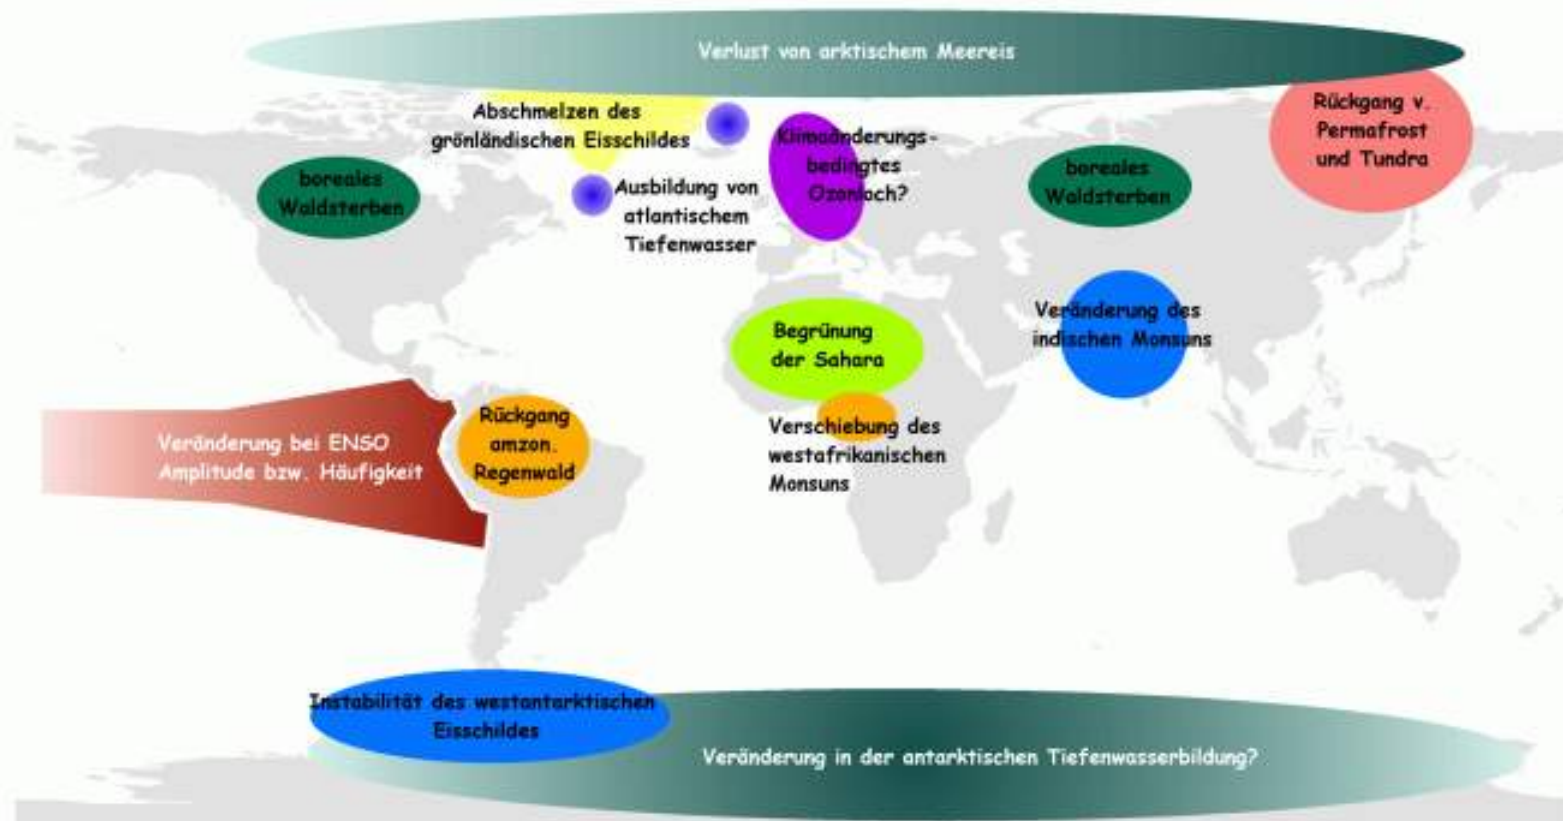 Verlust von arktischem Meereis
Abschmelzen des
grönländischen Eisschildes
Klimaänderungs-
bedingtes
Ozonloch?
Rückgang v.
Permafrost
und Tundra
boreales
Waldsterben
Ausbildung von
atlantischem
Tiefenwasser
boreales
Waldsterben
Begrünung
der Sahara
Veränderung des
indischen Monsuns
Veränderung bei ENSO
Amplitude bzw. Häufigkeit
Rückgang
amzon.
Regenwald
Verschiebung des
westafrikanischen
Monsuns
Instabilität des westantarktischen
Eisschildes
Veränderung in der antarktischen Tiefenwasserbildung?